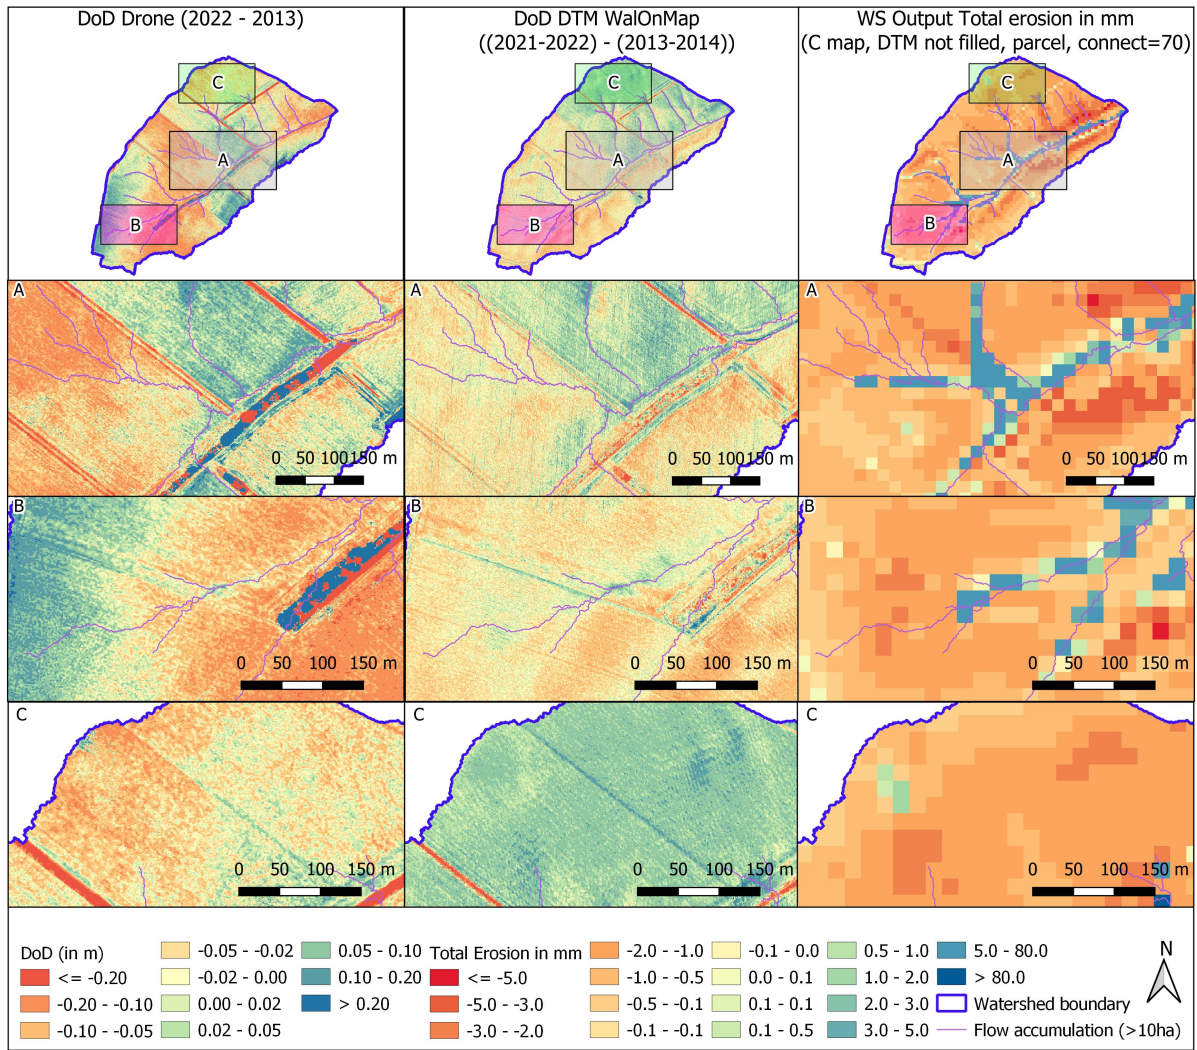 DoD Drone (2022 - 2013)
DoD DTM WalOnMap
((2021-2022) - (2013-2014))
WS Output Total erosion in mm
(C map, DTM not filled, parcel, connect=70)
C
A
B
C
A
B
C
A
B
A
0 50 100150 m
A
0 50 100150 m
A
0 50 100150 m
B
0 50 100 150 m
B
0 50 100 150 m
B
0 50 100 150 m
C
0 50 100 150 m
C
0 50 100 150 m
C
0 50 100 150 m
DoD (in m)
<= -0.20
-0.20 - -0.10
-0.10 - -0.05
-0.05 - -0.02
-0.02 - 0.00
0.00 - 0.02
0.02 - 0.05
0.05 - 0.10
0.10 - 0.20
> 0.20
Total Erosion in mm
<= -5.0
-5.0 - -3.0
-3.0 - -2.0
-2.0 - -1.0
-1.0 - -0.5
-0.5 - -0.1
-0.1 - -0.1
-0.1 - 0.0
0.0 - 0.1
0.1 - 0.1
0.1 - 0.5
0.5 - 1.0
1.0 - 2.0
2.0 - 3.0
3.0 - 5.0
5.0 - 80.0
> 80.0
Watershed boundary
Flow accumulation (>10ha)
N